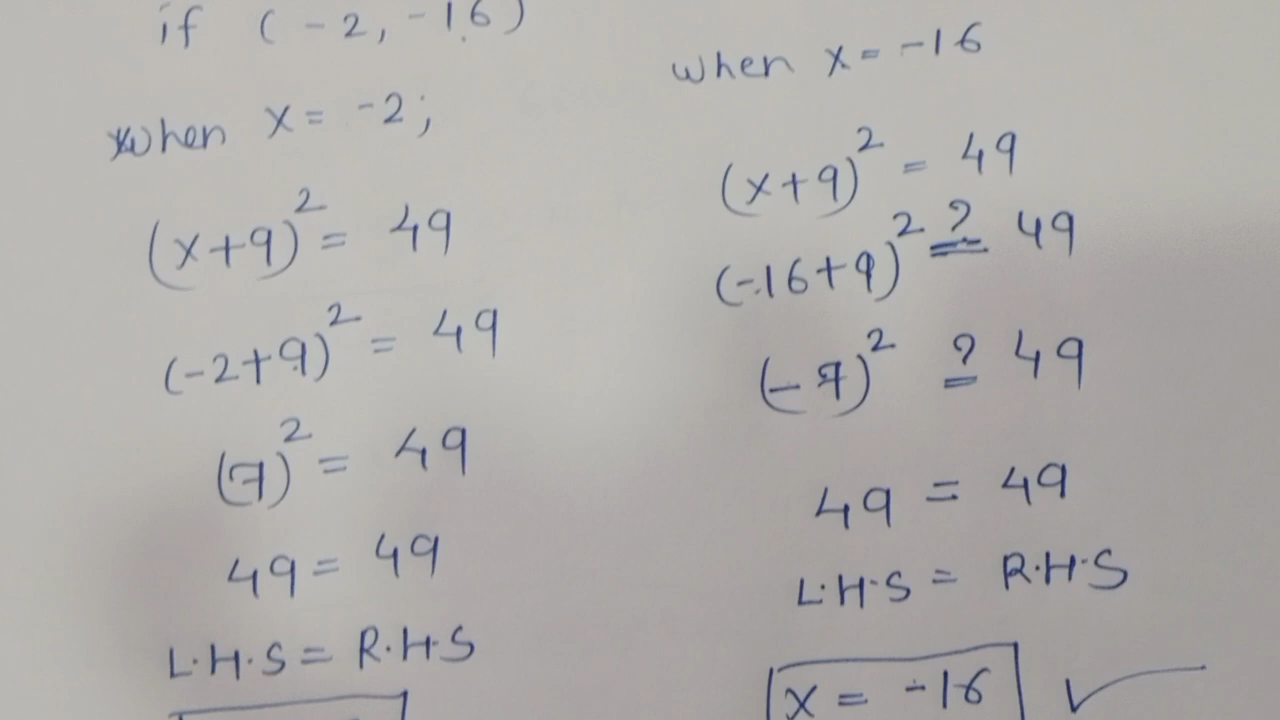 if (-2, -16)
when x = -2;
(x+9)² = 49
(-2+9)² = 49
(7)² = 49
49 = 49
L.H.S = R.H.S
when x = -16
(x+9)² = 49
(-16+9)² ≟ 49
(-7)² ≟ 49
49 = 49
L.H.S = R.H.S
x = -16 ✓